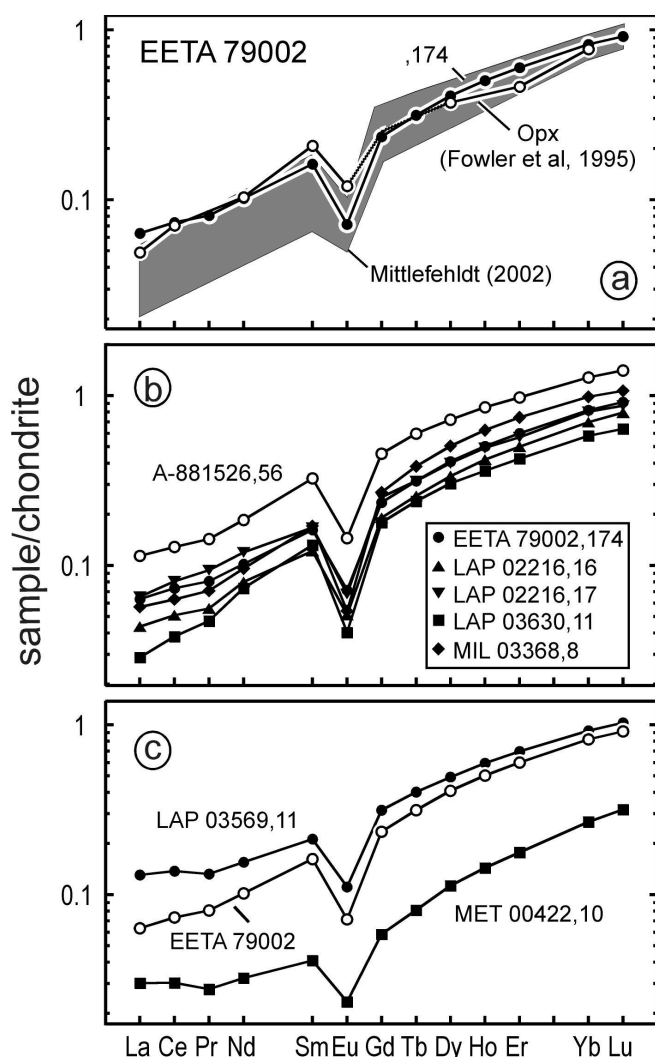 1
EETA 79002
,174
Opx
(Fowler et al, 1995)
0.1
Mittlefehldt (2002)
a
sample/chondrite
b
1
A-881526,56
EETA 79002,174
LAP 02216,16
0.1
LAP 02216,17
LAP 03630,11
MIL 03368,8
c
1
LAP 03569,11
0.1
EETA 79002
MET 00422,10
La Ce Pr Nd Sm Eu Gd Tb Dy Ho Er Yb Lu